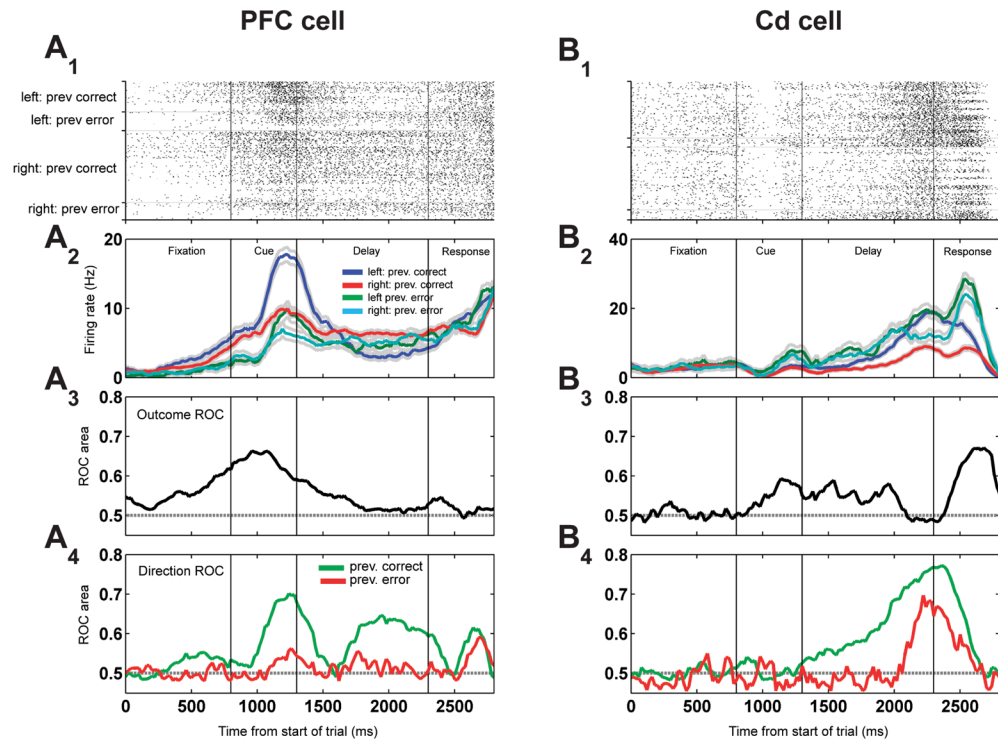 PFC cell
Cd cell
A1
B1
left: prev correct
left: prev error
right: prev correct
right: prev error
A2
20
10
0
Firing rate (Hz)
Fixation
Cue
Delay
Response
left: prev. correct
right: prev. correct
left prev. error
right: prev. error
B2
40
20
0
Fixation
Cue
Delay
Response
A3
0.8
0.7
0.6
0.5
ROC area
Outcome ROC
B3
0.8
0.7
0.6
0.5
A4
0.8
0.7
0.6
0.5
ROC area
Direction ROC
prev. correct
prev. error
0 500 1000 1500 2000 2500
Time from start of trial (ms)
B4
0.8
0.7
0.6
0.5
0 500 1000 1500 2000 2500
Time from start of trial (ms)